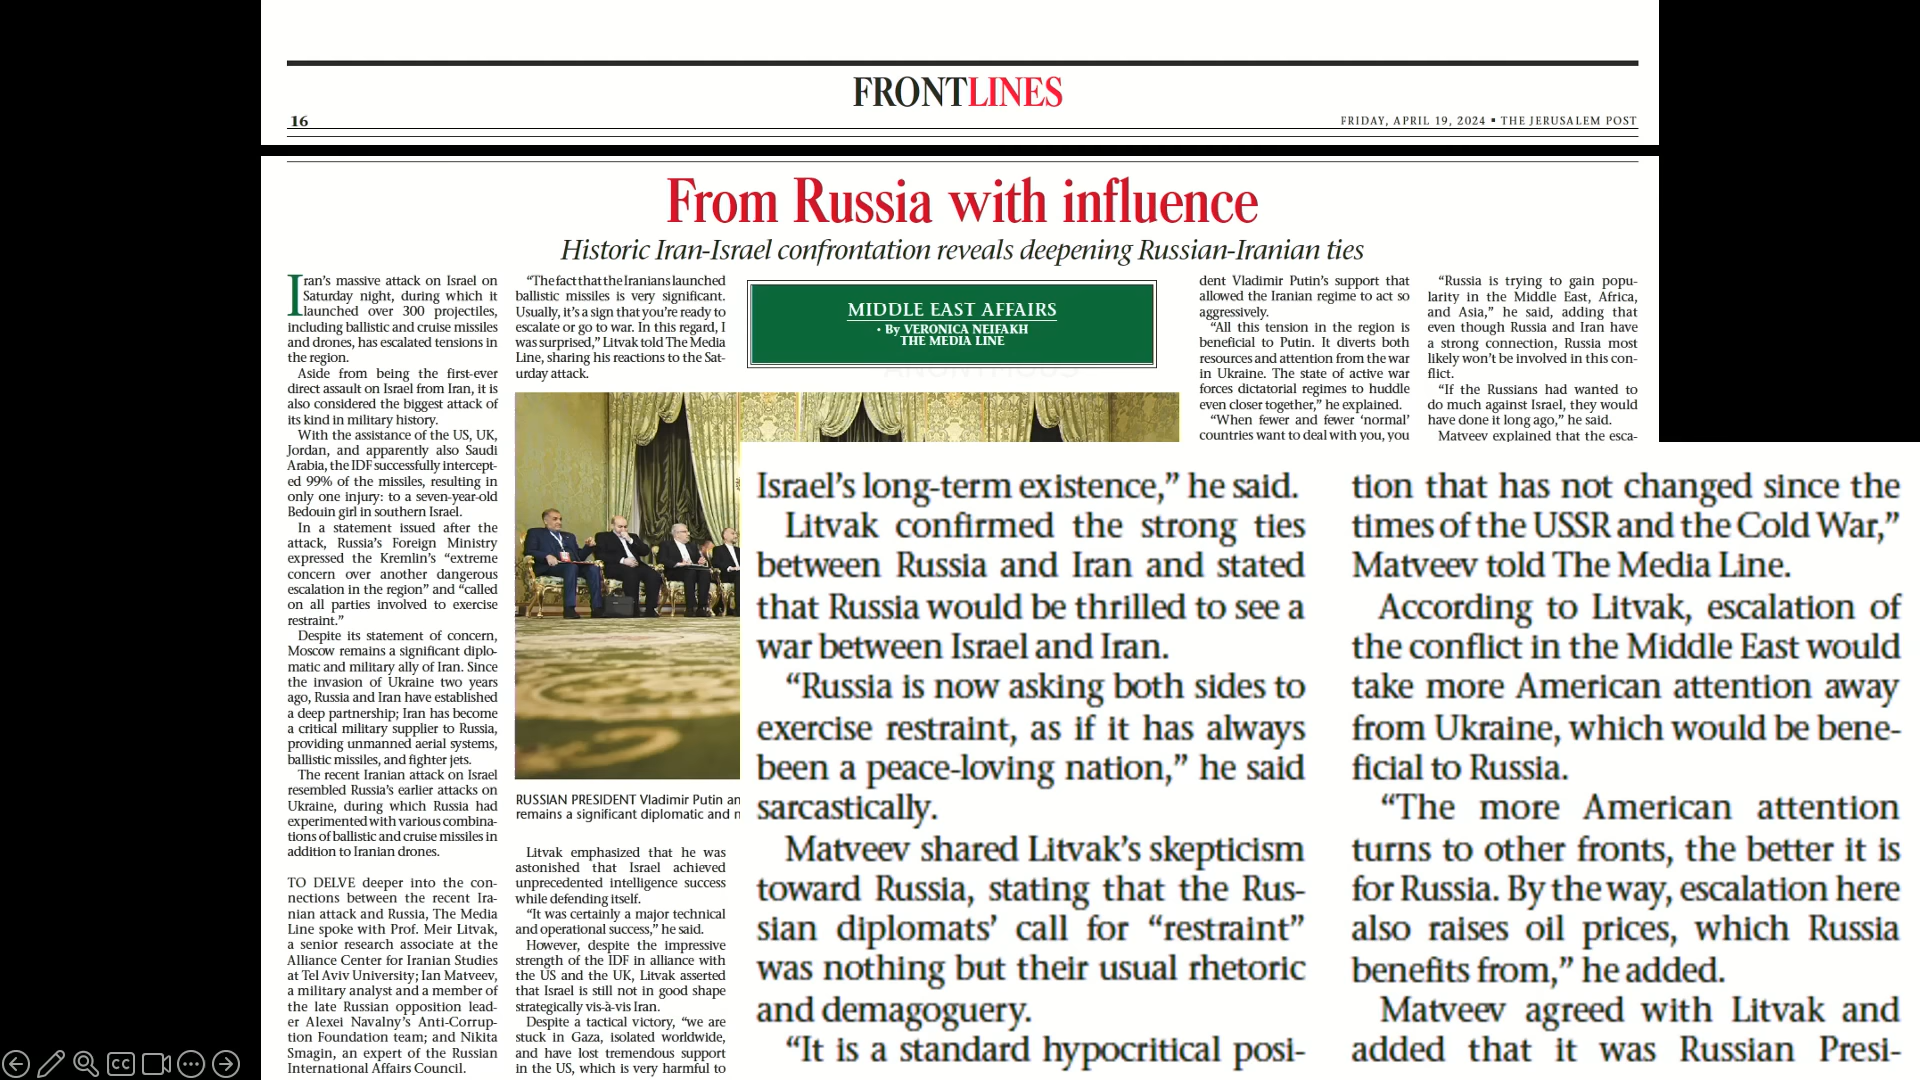 FRONTLINES
16
FRIDAY, APRIL 19, 2024 ▪ THE JERUSALEM POST
From Russia with influence
Historic Iran-Israel confrontation reveals deepening Russian-Iranian ties
Iran’s massive attack on Israel on
Saturday night, during which it
launched over 300 projectiles,
including ballistic and cruise missiles
and drones, has escalated tensions in
the region.
Aside from being the first-ever
direct assault on Israel from Iran, it is
also considered the biggest attack of
its kind in military history.
With the assistance of the US, UK,
Jordan, and apparently also Saudi
Arabia, the IDF successfully intercept-
ed 99% of the missiles, resulting in
only one injury: to a seven-year-old
Bedouin girl in southern Israel.
In a statement issued after the
attack, Russia’s Foreign Ministry
expressed the Kremlin’s “extreme
concern over another dangerous
escalation in the region” and “called
on all parties involved to exercise
restraint.”
Despite its statement of concern,
Moscow remains a significant diplo-
matic and military ally of Iran. Since
the invasion of Ukraine two years
ago, Russia and Iran have established
a deep partnership; Iran has become
a critical military supplier to Russia,
providing unmanned aerial systems,
ballistic missiles, and fighter jets.
The recent Iranian attack on Israel
resembled Russia’s earlier attacks on
Ukraine, during which Russia had
experimented with various combina-
tions of ballistic and cruise missiles in
addition to Iranian drones.
TO DELVE deeper into the con-
nections between the recent Ira-
nian attack and Russia, The Media
Line spoke with Prof. Meir Litvak,
a senior research associate at the
Alliance Center for Iranian Studies
at Tel Aviv University; Ian Matveev,
a military analyst and a member of
the late Russian opposition lead-
er Alexei Navalny’s Anti-Corrup-
tion Foundation team; and Nikita
Smagin, an expert of the Russian
International Affairs Council.
“The fact that the Iranians launched
ballistic missiles is very significant.
Usually, it’s a sign that you’re ready to
escalate or go to war. In this regard, I
was surprised,” Litvak told The Media
Line, sharing his reactions to the Sat-
urday attack.
MIDDLE EAST AFFAIRS
• By VERONICA NEIFAKH
THE MEDIA LINE
RUSSIAN PRESIDENT Vladimir Putin an
remains a significant diplomatic and m
Litvak emphasized that he was
astonished that Israel achieved
unprecedented intelligence success
while defending itself.
“It was certainly a major technical
and operational success,” he said.
However, despite the impressive
strength of the IDF in alliance with
the US and the UK, Litvak asserted
that Israel is still not in good shape
strategically vis-à-vis Iran.
Despite a tactical victory, “we are
stuck in Gaza, isolated worldwide,
and have lost tremendous support
in the US, which is very harmful to
Israel’s long-term existence,” he said.
Litvak confirmed the strong ties
between Russia and Iran and stated
that Russia would be thrilled to see a
war between Israel and Iran.
“Russia is now asking both sides to
exercise restraint, as if it has always
been a peace-loving nation,” he said
sarcastically.
Matveev shared Litvak’s skepticism
toward Russia, stating that the Rus-
sian diplomats’ call for “restraint”
was nothing but their usual rhetoric
and demagoguery.
“It is a standard hypocritical posi-
tion that has not changed since the
times of the USSR and the Cold War,”
Matveev told The Media Line.
According to Litvak, escalation of
the conflict in the Middle East would
take more American attention away
from Ukraine, which would be bene-
ficial to Russia.
“The more American attention
turns to other fronts, the better it is
for Russia. By the way, escalation here
also raises oil prices, which Russia
benefits from,” he added.
Matveev agreed with Litvak and
added that it was Russian Presi-
dent Vladimir Putin’s support that
allowed the Iranian regime to act so
aggressively.
“All this tension in the region is
beneficial to Putin. It diverts both
resources and attention from the war
in Ukraine. The state of active war
forces dictatorial regimes to huddle
even closer together,” he explained.
“When fewer and fewer ‘normal’
countries want to deal with you, you
“Russia is trying to gain popu-
larity in the Middle East, Africa,
and Asia,” he said, adding that
even though Russia and Iran have
a strong connection, Russia most
likely won’t be involved in this con-
flict.
“If the Russians had wanted to
do much against Israel, they would
have done it long ago,” he said.
Matveev explained that the esca-
CC